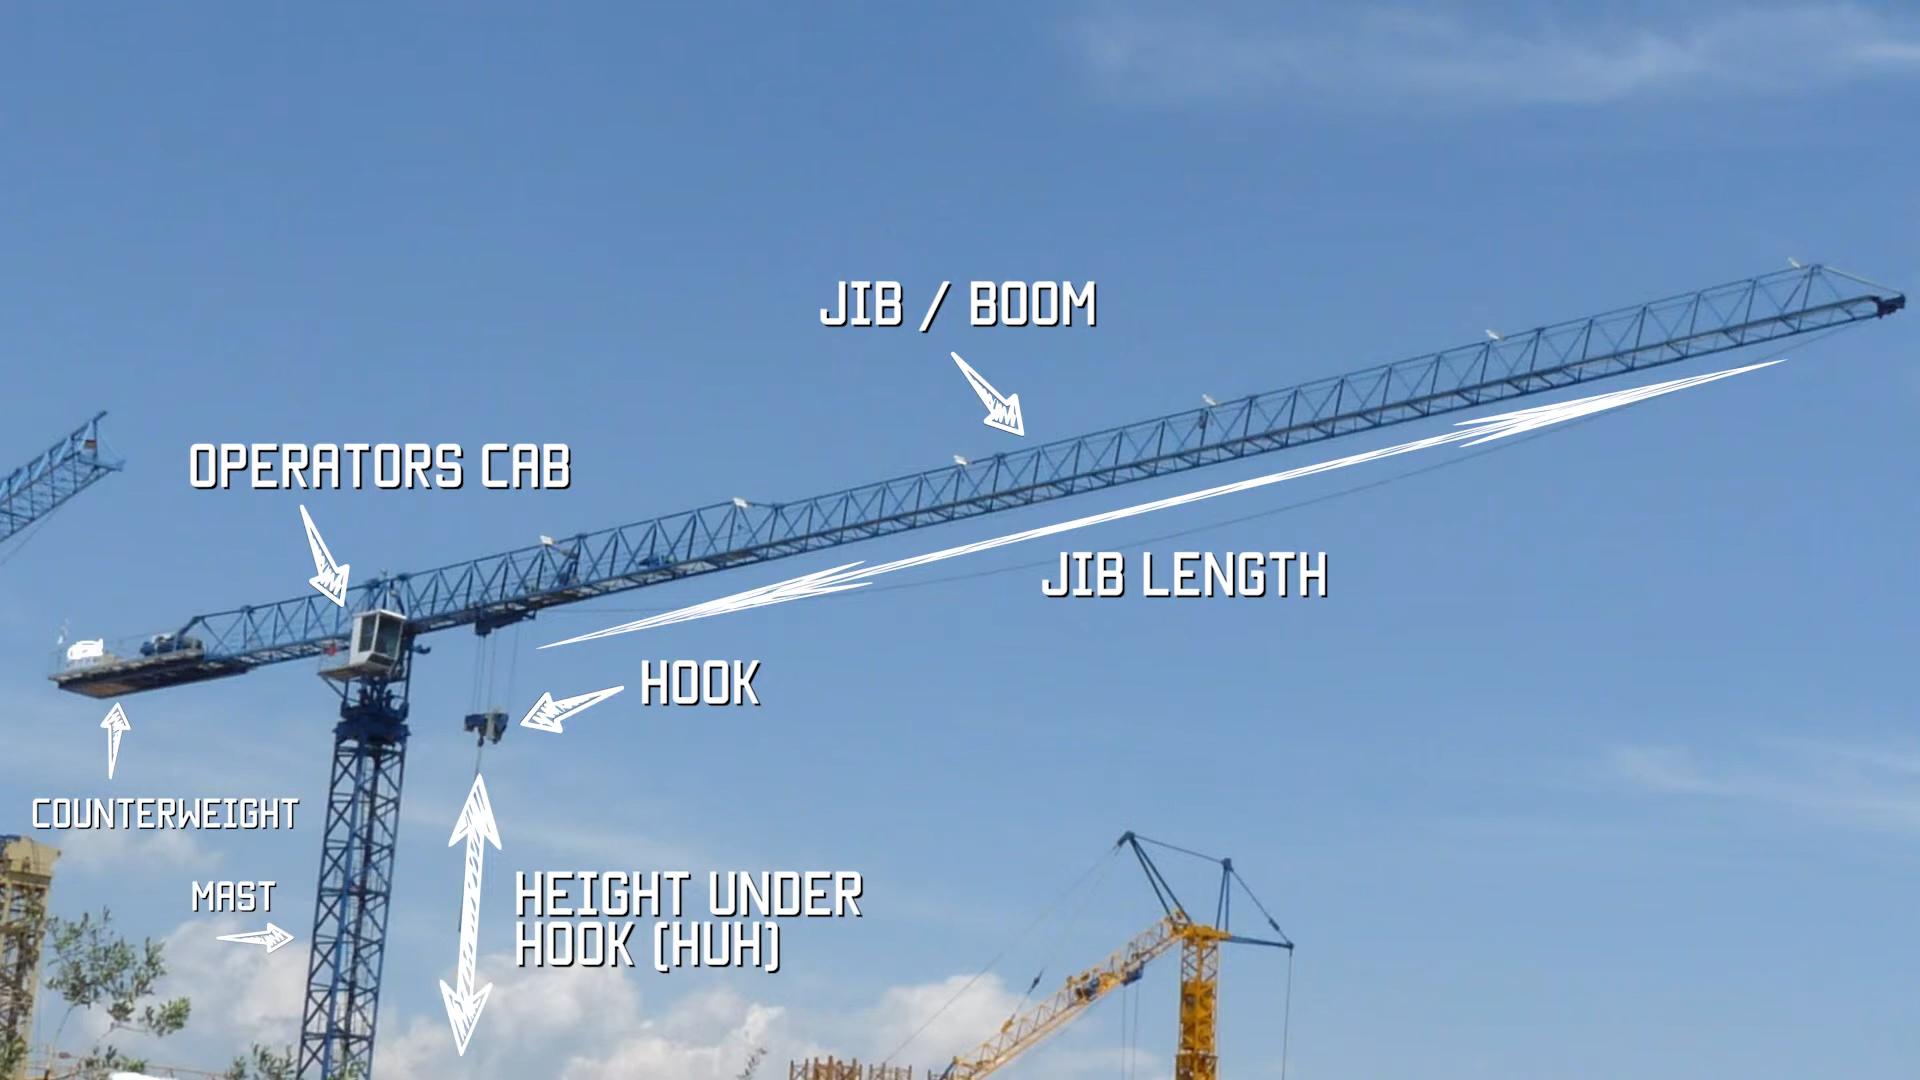 JIB / BOOM
OPERATORS CAB
JIB LENGTH
HOOK
COUNTERWEIGHT
MAST
HEIGHT UNDER
HOOK (HUH)